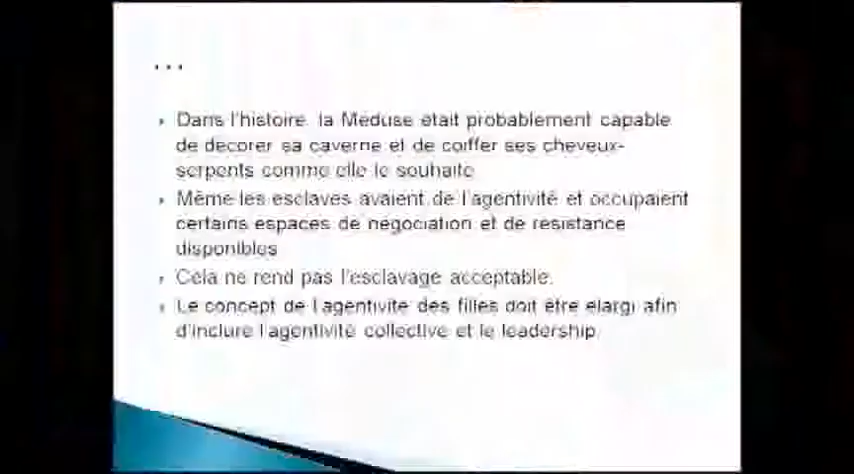 ...
Dans l'histoire, la Méduse était probablement capable
de décorer sa caverne et de coiffer ses cheveux-
serpents comme elle le souhaite
Même les esclaves avaient de l'agentivité et occupaient
certains espaces de négociation et de résistance
disponibles
Cela ne rend pas l'esclavage acceptable.
Le concept de l'agentivité des filles doit être élargi afin
d'inclure l'agentivité collective et le leadership.